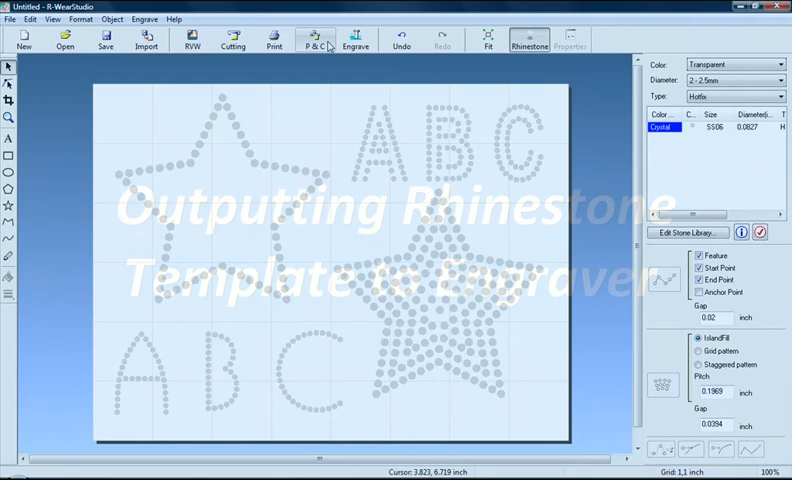 Untitled - R-WearStudio
File Edit View Format Object Engrave Help
New Open Save Import RVW Cutting Print P & C Engrave Undo Redo Fit Rhinestone Properties
Color: Transparent
Diameter: 2 - 2.5mm
Type: Hotfix
Color ... C... Size Diameter(i... T
Crystal SS06 0.0827 H
A B C
Outputting Rhinestone
Template to Engraver
A B C
Edit Stone Library...
Feature
Start Point
End Point
Anchor Point
Gap
0.02 inch
IslandFill
Grid pattern
Staggered pattern
Pitch
0.1969 inch
Gap
0.0394 inch
Cursor: 3.823, 6.719 inch Grid: 1,1 inch 100%